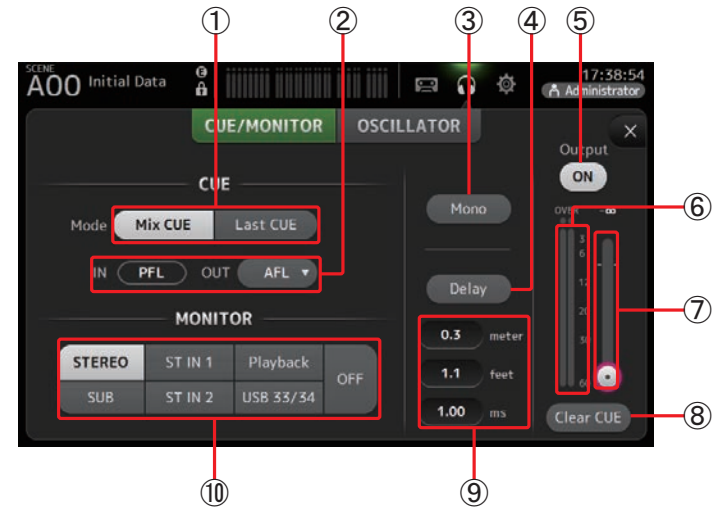 ① ② ③ ④ ⑤
SCENE
A00 Initial Data
17:38:54
Administrator
CUE/MONITOR OSCILLATOR
Output
ON
CUE
Mode Mix CUE Last CUE
Mono
OVER -∞
⑥
3
6
IN PFL OUT AFL
Delay
12
⑦
MONITOR
20
0.3 meter
30
STEREO ST IN 1 Playback OFF
1.1 feet
60
SUB ST IN 2 USB 33/34
1.00 ms
Clear CUE
⑧
⑩ ⑨